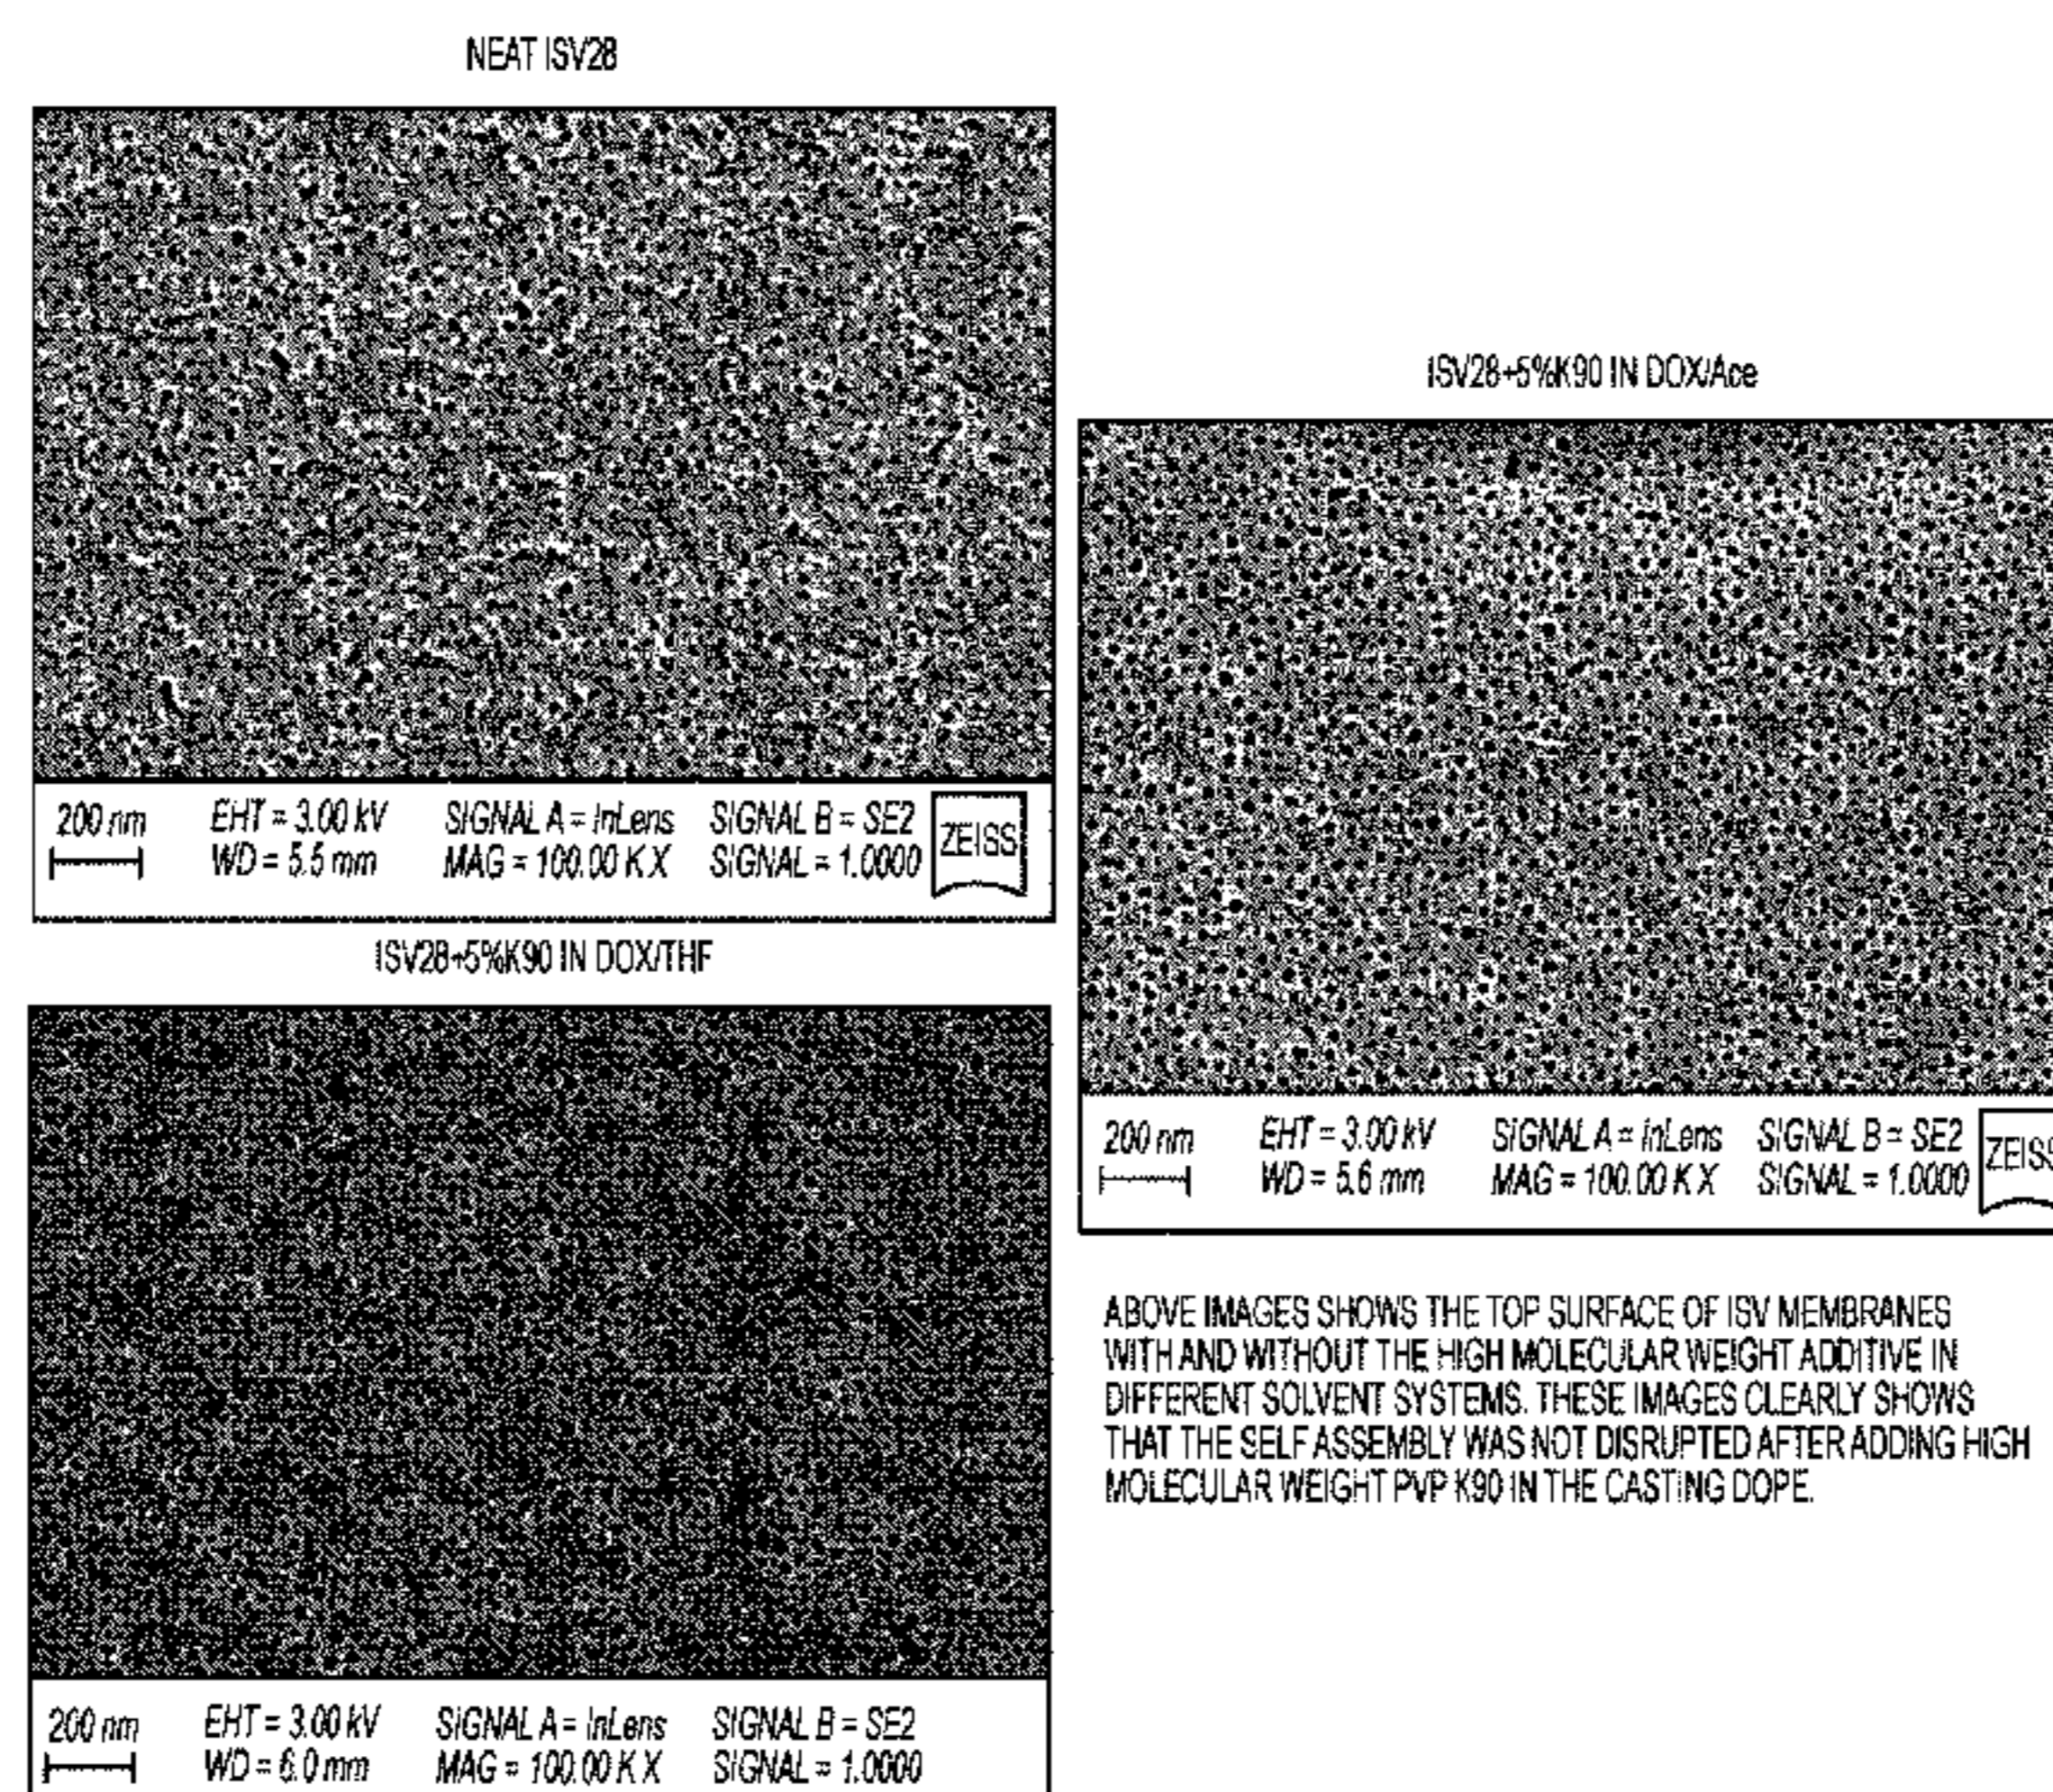 NEAT ISV28
200 nm
EHT = 3.00 kV
SIGNAL A = InLens
SIGNAL B = SE2
WD = 5.5 mm
MAG = 100.00 K X
SIGNAL = 1.0000
ZEISS
ISV28+5%K90 IN DOX/Ace
200 nm
EHT = 3.00 kV
SIGNAL A = InLens
SIGNAL B = SE2
WD = 5.6 mm
MAG = 100.00 K X
SIGNAL = 1.0000
ZEISS
ISV28+5%K90 IN DOX/THF
200 nm
EHT = 3.00 kV
SIGNAL A = InLens
SIGNAL B = SE2
WD = 6.0 mm
MAG = 100.00 K X
SIGNAL = 1.0000
ABOVE IMAGES SHOWS THE TOP SURFACE OF ISV MEMBRANES
WITH AND WITHOUT THE HIGH MOLECULAR WEIGHT ADDITIVE IN
DIFFERENT SOLVENT SYSTEMS. THESE IMAGES CLEARLY SHOWS
THAT THE SELF ASSEMBLY WAS NOT DISRUPTED AFTER ADDING HIGH
MOLECULAR WEIGHT PVP K90 IN THE CASTING DOPE.